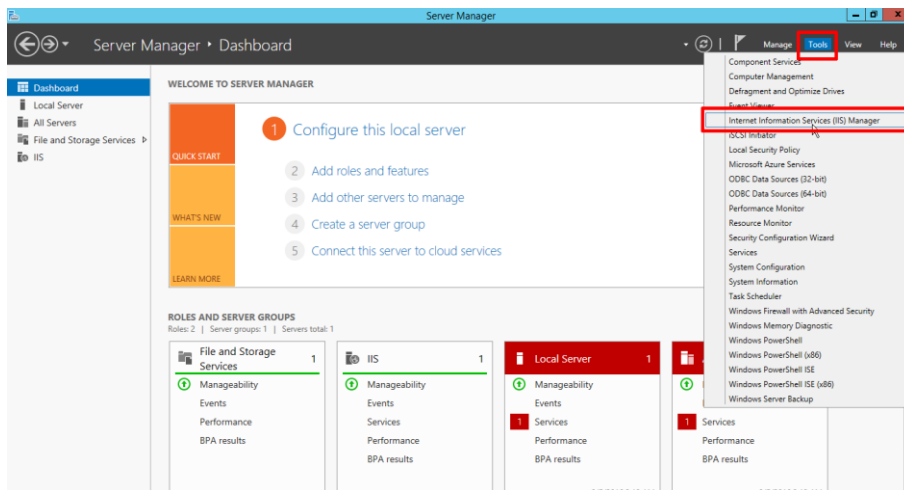 Server Manager
Server Manager • Dashboard
Manage Tools View Help
Dashboard
Local Server
All Servers
File and Storage Services
IIS
WELCOME TO SERVER MANAGER
QUICK START
WHAT'S NEW
LEARN MORE
1 Configure this local server
2 Add roles and features
3 Add other servers to manage
4 Create a server group
5 Connect this server to cloud services
Component Services
Computer Management
Defragment and Optimize Drives
Event Viewer
Internet Information Services (IIS) Manager
iSCSI Initiator
Local Security Policy
Microsoft Azure Services
ODBC Data Sources (32-bit)
ODBC Data Sources (64-bit)
Performance Monitor
Resource Monitor
Security Configuration Wizard
Services
System Configuration
System Information
Task Scheduler
Windows Firewall with Advanced Security
Windows Memory Diagnostic
Windows PowerShell
Windows PowerShell (x86)
Windows PowerShell ISE
Windows PowerShell ISE (x86)
Windows Server Backup
ROLES AND SERVER GROUPS
Roles: 2 | Server groups: 1 | Servers total: 1
File and Storage Services 1
Manageability
Events
Performance
BPA results
IIS 1
Manageability
Events
Services
Performance
BPA results
Local Server 1
Manageability
Events
1 Services
Performance
BPA results
1 Services
Performance
BPA results